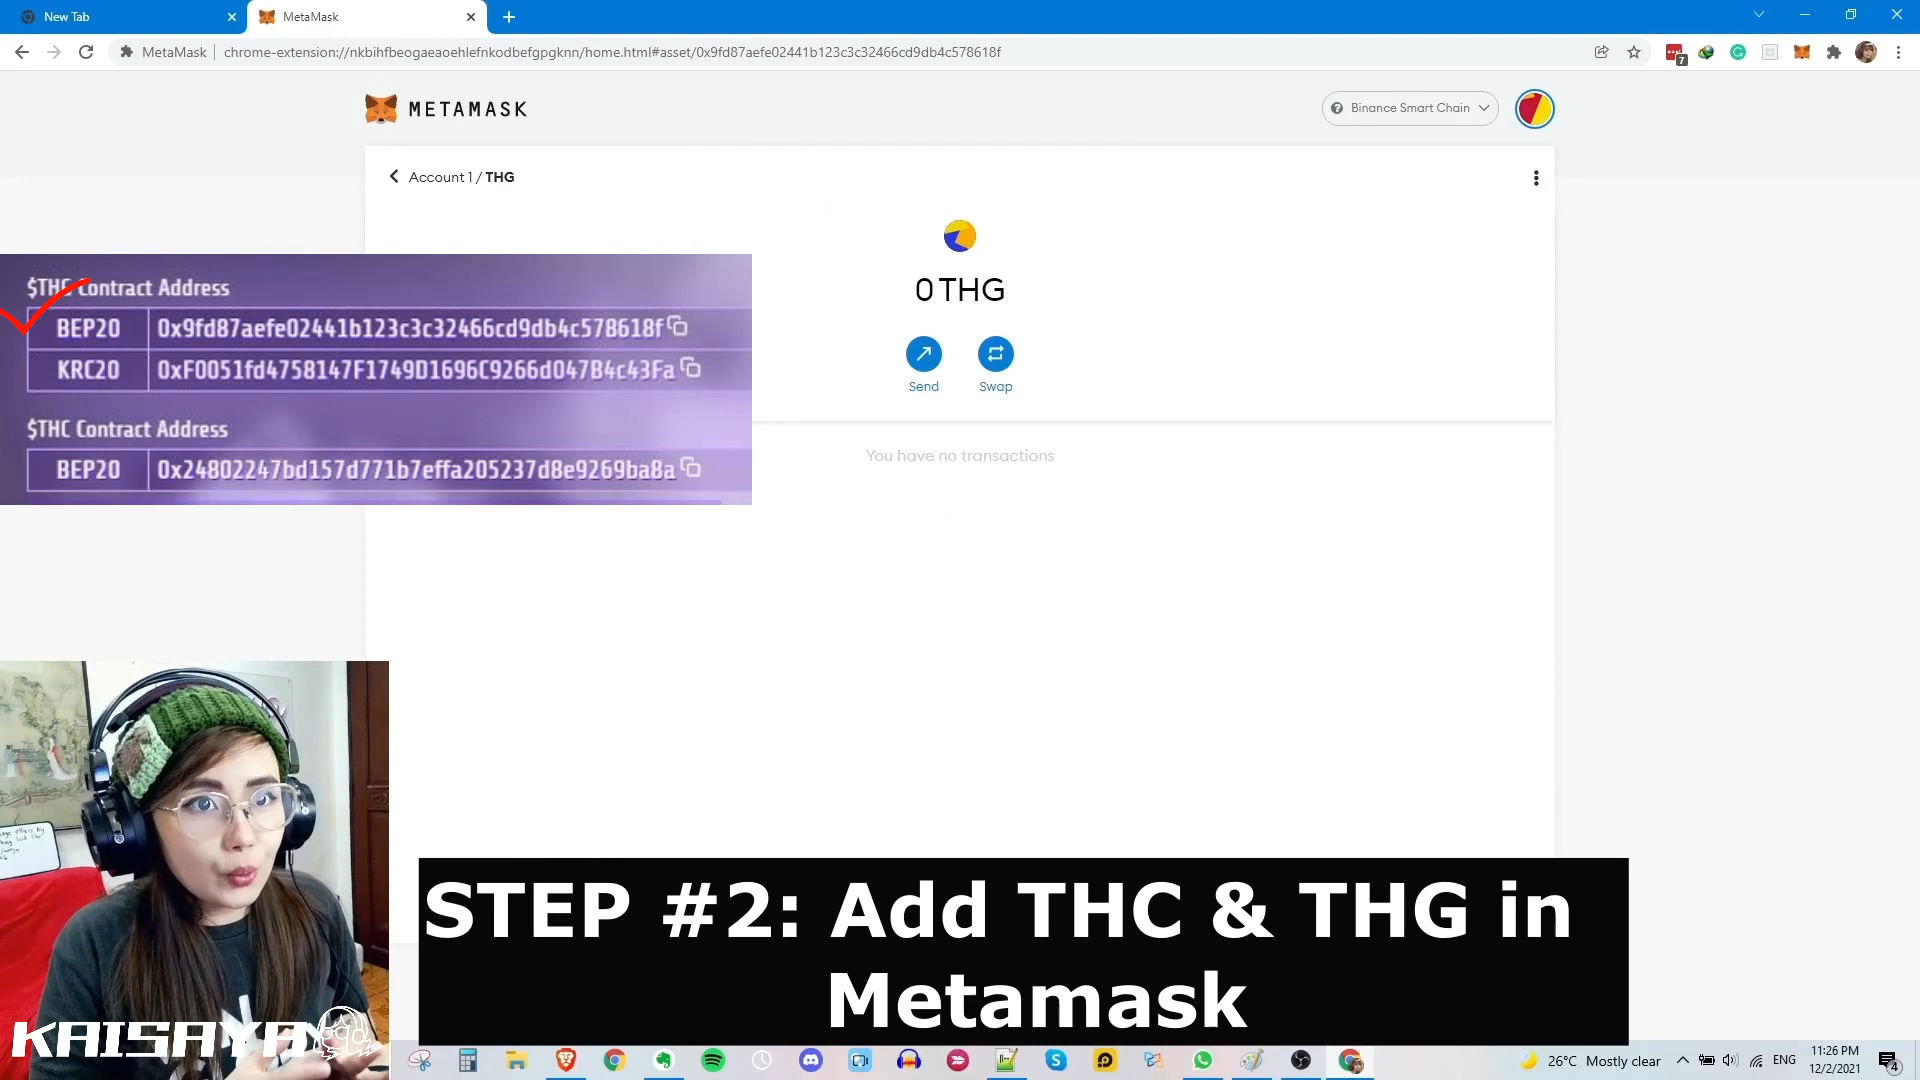 New Tab
MetaMask
MetaMask | chrome-extension://nkbihfbeogaeaoehlefnkodbefgpgknn/home.html#asset/0x9fd87aefe02441b123c3c32466cd9db4c578618f
7
METAMASK
Binance Smart Chain
Account 1 / THG
0 THG
Send
Swap
You have no transactions
$THG Contract Address
BEP20 0x9fd87aefe02441b123c3c32466cd9db4c578618f
KRC20 0xF0051fd4758147F1749D1696C9266d047B4c43Fa
$THC Contract Address
BEP20 0x24802247bd157d771b7effa205237d8e9269ba8a
STEP #2: Add THC & THG in
Metamask
KAISAYA
26°C Mostly clear
ENG
11:26 PM
12/2/2021
4